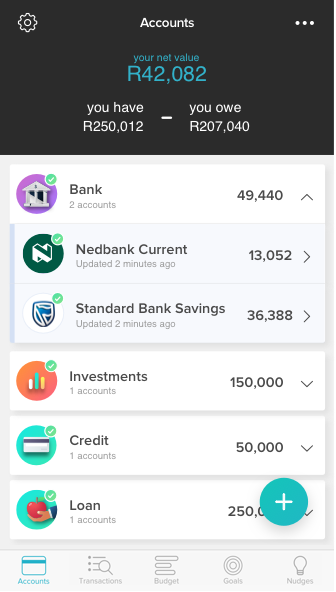 Accounts
your net value
R42,082
you have
R250,012
–
you owe
R207,040
Bank
2 accounts
49,440
Nedbank Current
Updated 2 minutes ago
13,052
Standard Bank Savings
Updated 2 minutes ago
36,388
Investments
1 accounts
150,000
Credit
1 accounts
50,000
Loan
1 accounts
Accounts
Transactions
Budget
Goals
Nudges